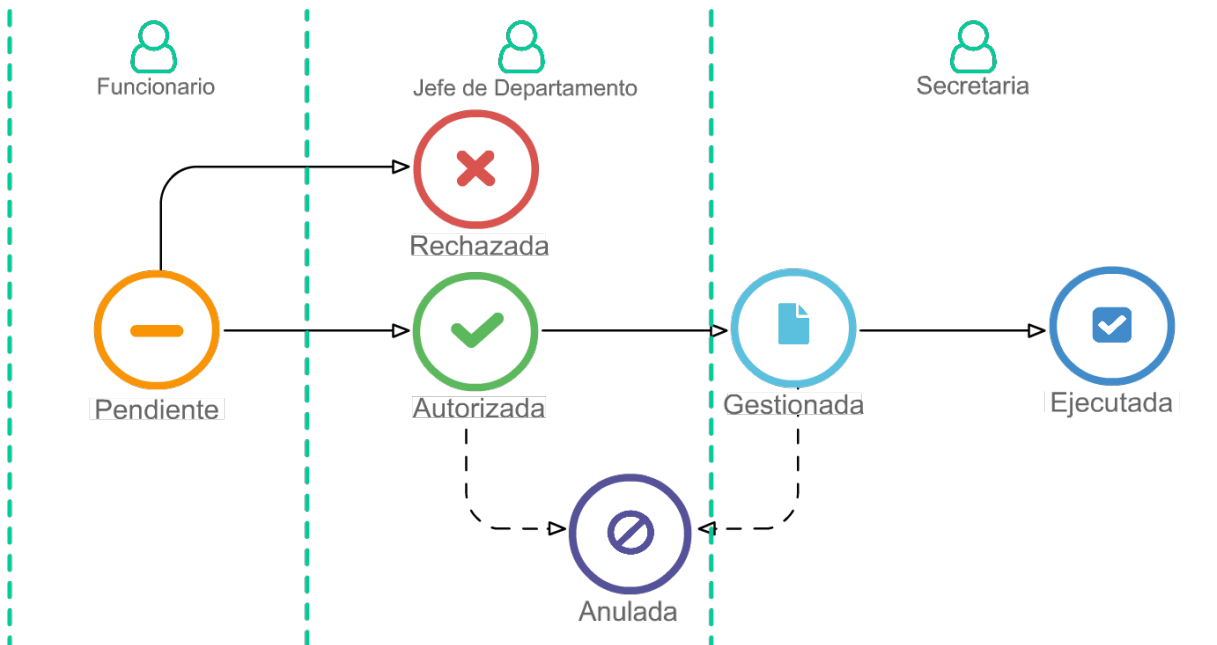 Funcionario
Jefe de Departamento
Secretaria
Rechazada
Pendiente
Autorizada
Gestionada
Ejecutada
Anulada